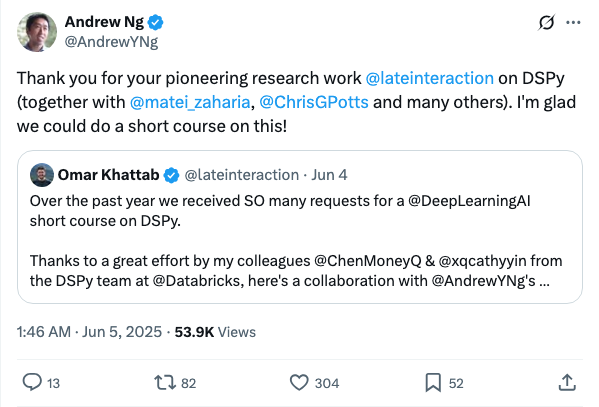 Andrew Ng
@AndrewYNg
Thank you for your pioneering research work @lateinteraction on DSPy
(together with @matei_zaharia, @ChrisGPotts and many others). I'm glad
we could do a short course on this!
Omar Khattab @lateinteraction · Jun 4
Over the past year we received SO many requests for a @DeepLearningAI
short course on DSPy.
Thanks to a great effort by my colleagues @ChenMoneyQ & @xqcathyyin from
the DSPy team at @Databricks, here's a collaboration with @AndrewYNg's ...
1:46 AM · Jun 5, 2025 · 53.9K Views
13 82 304 52